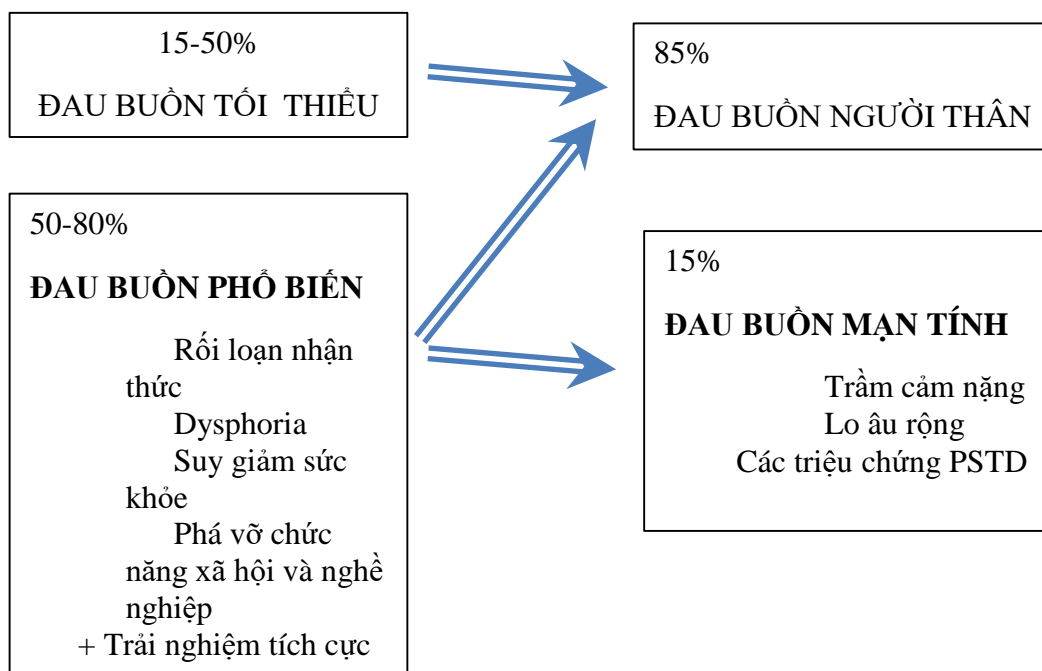 15-50%
ĐAU BUỒN TỐI THIỂU
85%
ĐAU BUỒN NGƯỜI THÂN
50-80%
ĐAU BUỒN PHỔ BIẾN
Rối loạn nhận
thức
Dysphoria
Suy giảm sức
khỏe
Phá vỡ chức
năng xã hội và nghề
nghiệp
+ Trải nghiệm tích cực
15%
ĐAU BUỒN MẠN TÍNH
Trầm cảm nặng
Lo âu rộng
Các triệu chứng PSTD